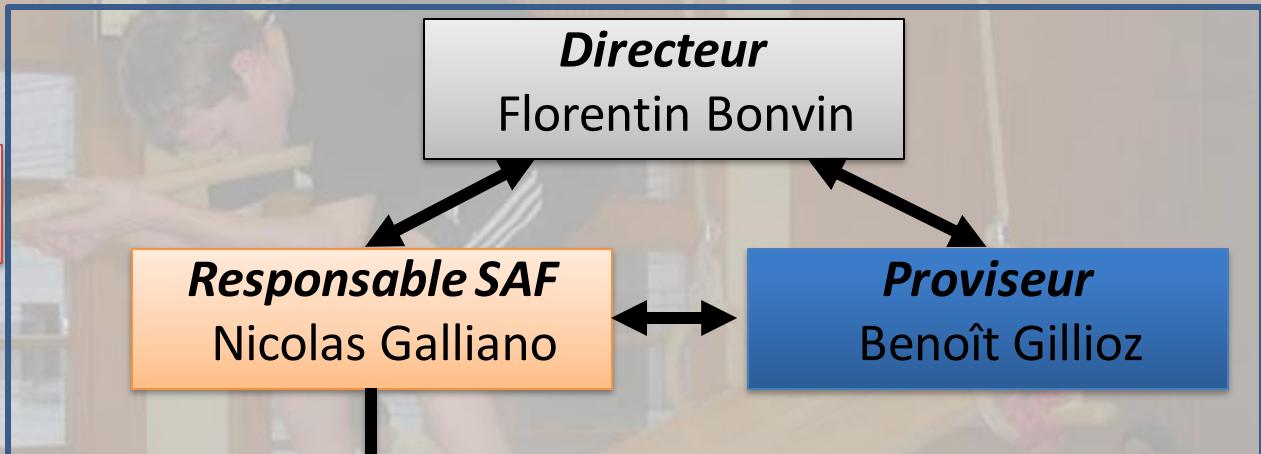 Directeur
Florentin Bonvin
Responsable SAF
Nicolas Galliano
Proviseur
Benoît Gillioz